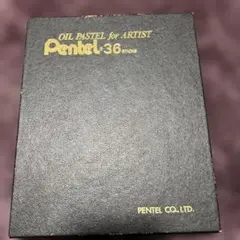 OIL PASTEL for ARTIST
Pentel 36
PENTEL CO., LTD.